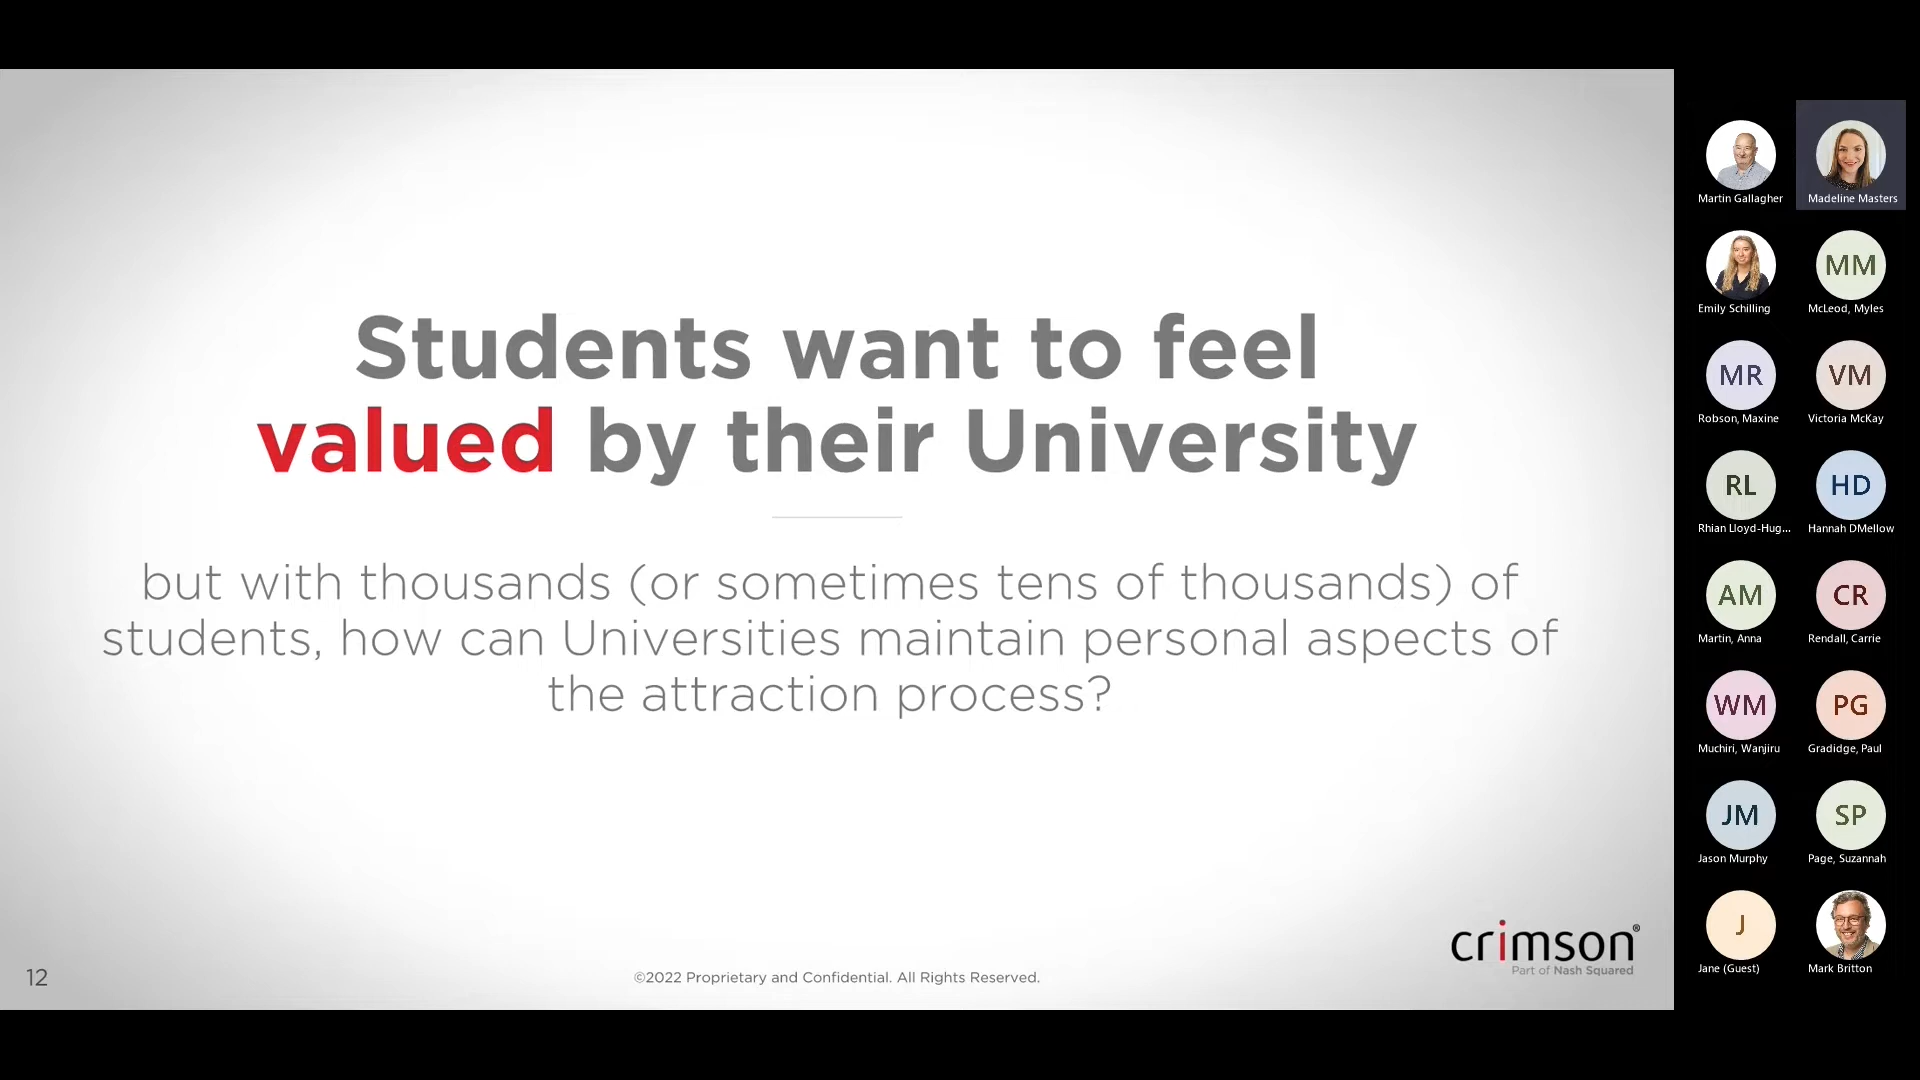 Students want to feel
valued by their University
but with thousands (or sometimes tens of thousands) of
students, how can Universities maintain personal aspects of
the attraction process?
12
©2022 Proprietary and Confidential. All Rights Reserved.
crimson®
Part of Nash Squared
Martin Gallagher
Madeline Masters
Emily Schilling
MM
McLeod, Myles
MR
Robson, Maxine
VM
Victoria McKay
RL
Rhian Lloyd-Hug...
HD
Hannah DMellow
AM
Martin, Anna
CR
Rendall, Carrie
WM
Muchiri, Wanjiru
PG
Gradidge, Paul
JM
Jason Murphy
SP
Page, Suzannah
J
Jane (Guest)
Mark Britton